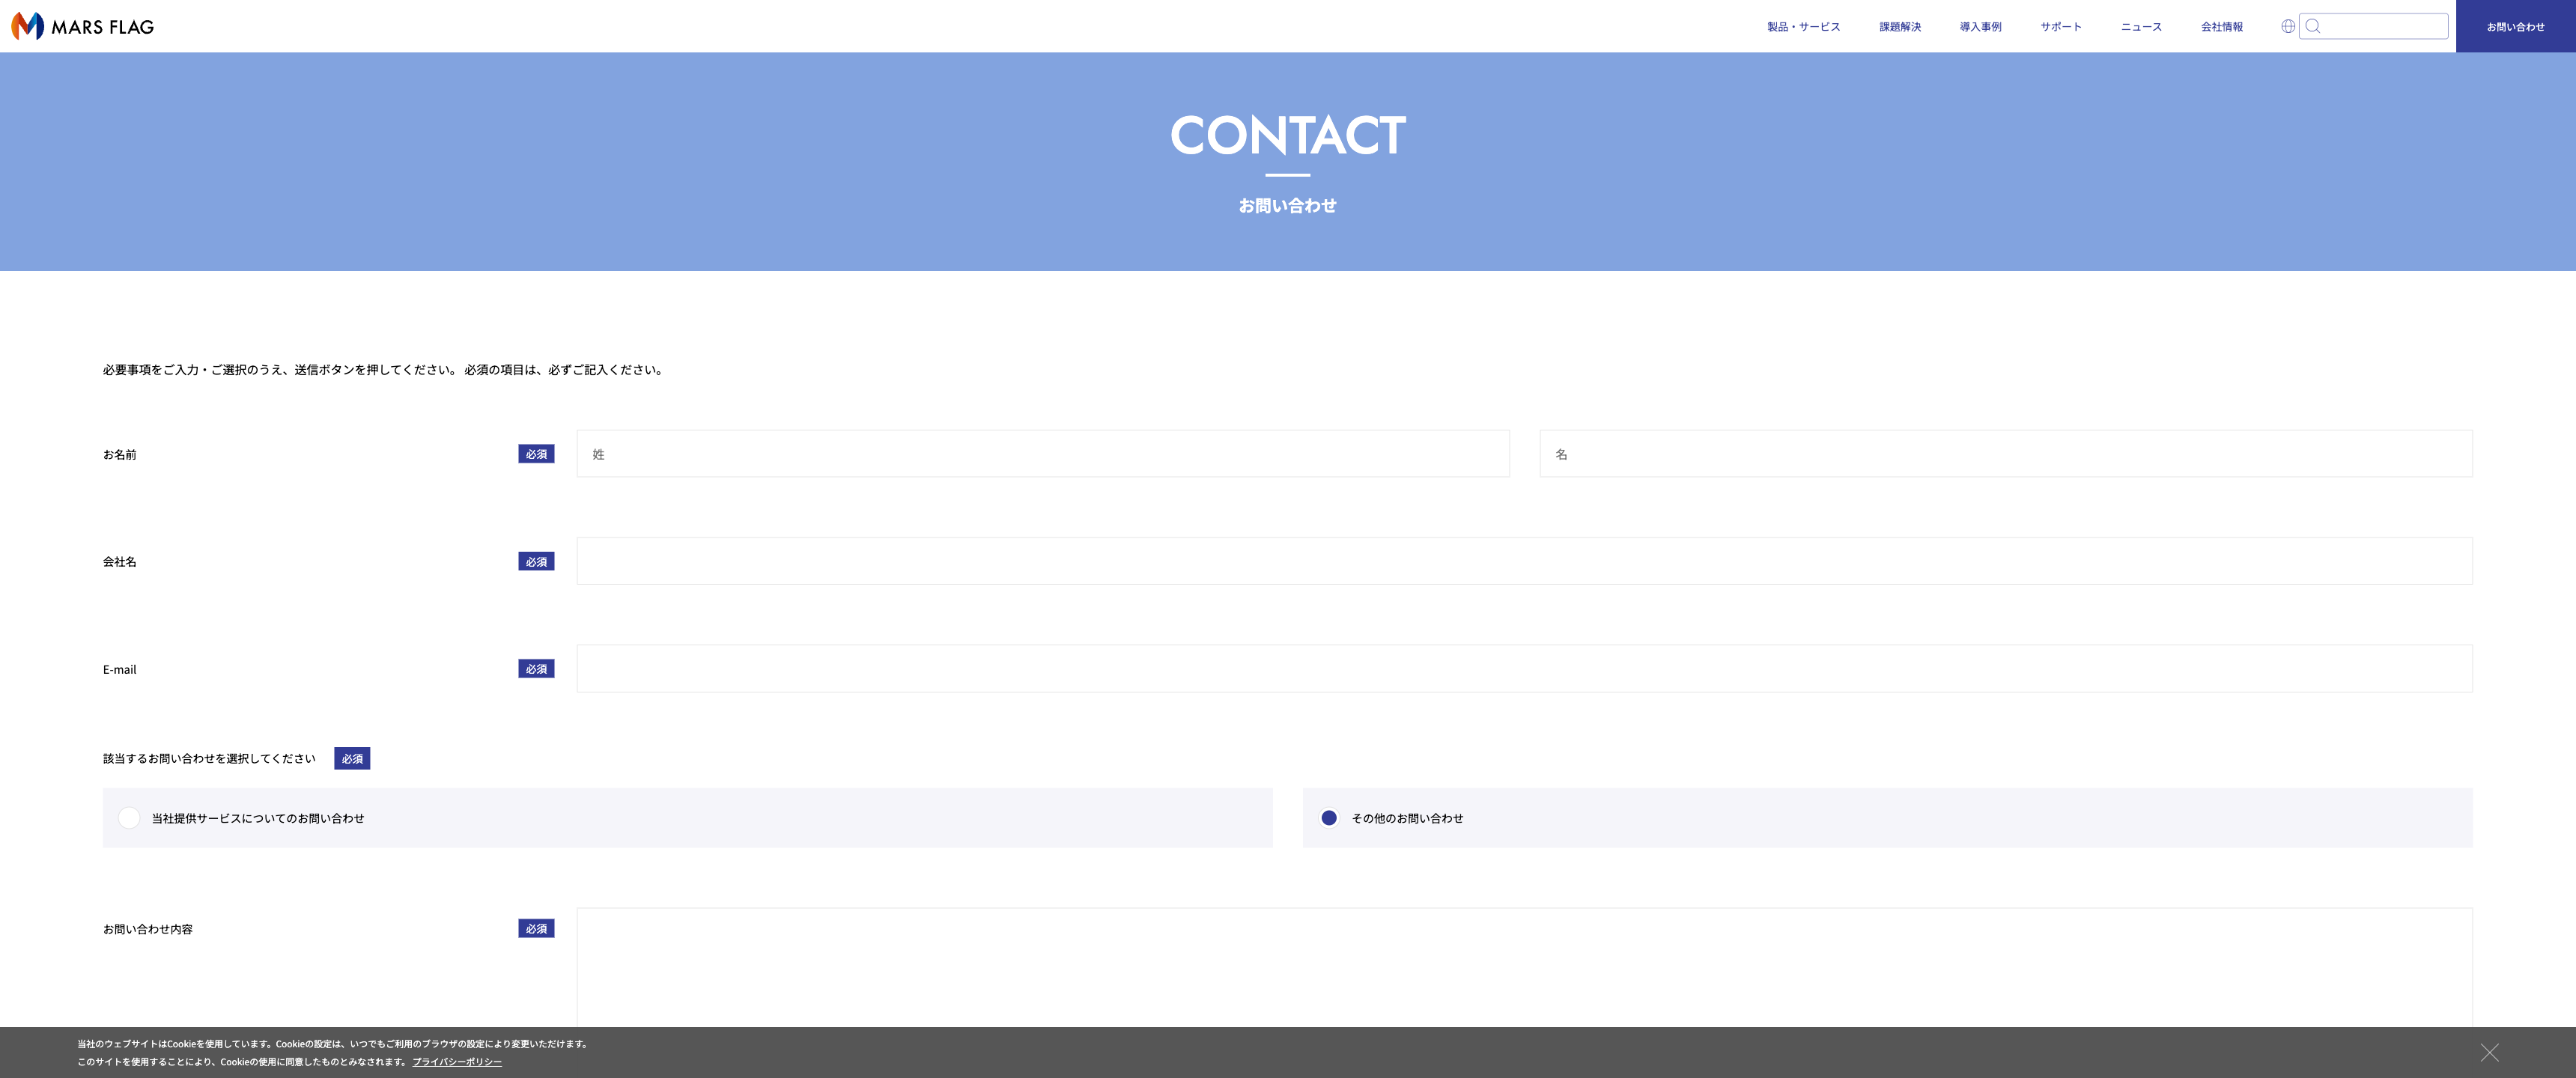 MARS FLAG
製品・サービス
課題解決
導入事例
サポート
ニュース
会社情報
お問い合わせ
CONTACT
お問い合わせ
必要事項をご入力・ご選択のうえ、送信ボタンを押してください。 必須の項目は、必ずご記入ください。
お名前 必須 姓 名
会社名 必須
E-mail 必須
該当するお問い合わせを選択してください 必須
当社提供サービスについてのお問い合わせ
その他のお問い合わせ
お問い合わせ内容 必須
当社のウェブサイトはCookieを使用しています。Cookieの設定は、いつでもご利用のブラウザの設定により変更いただけます。
このサイトを使用することにより、Cookieの使用に同意したものとみなされます。 プライバシーポリシー